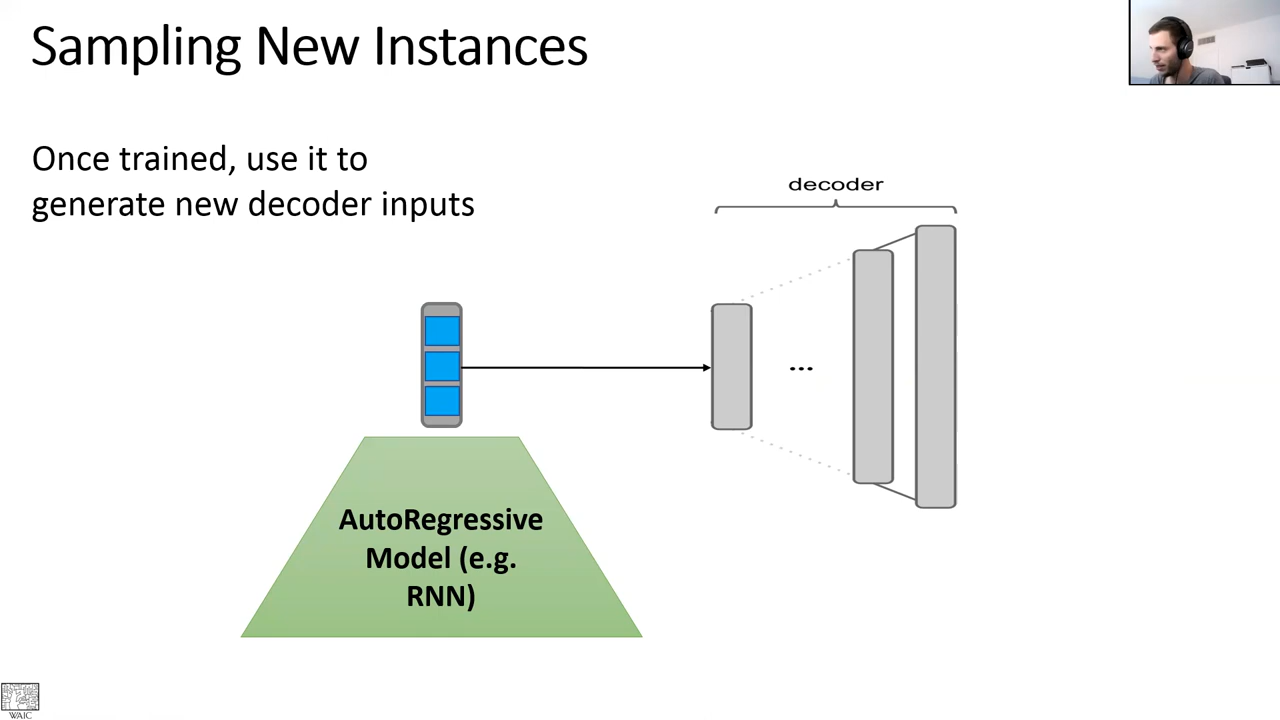 Sampling New Instances
Once trained, use it to
generate new decoder inputs
decoder
...
AutoRegressive
Model (e.g.
RNN)
WAIC